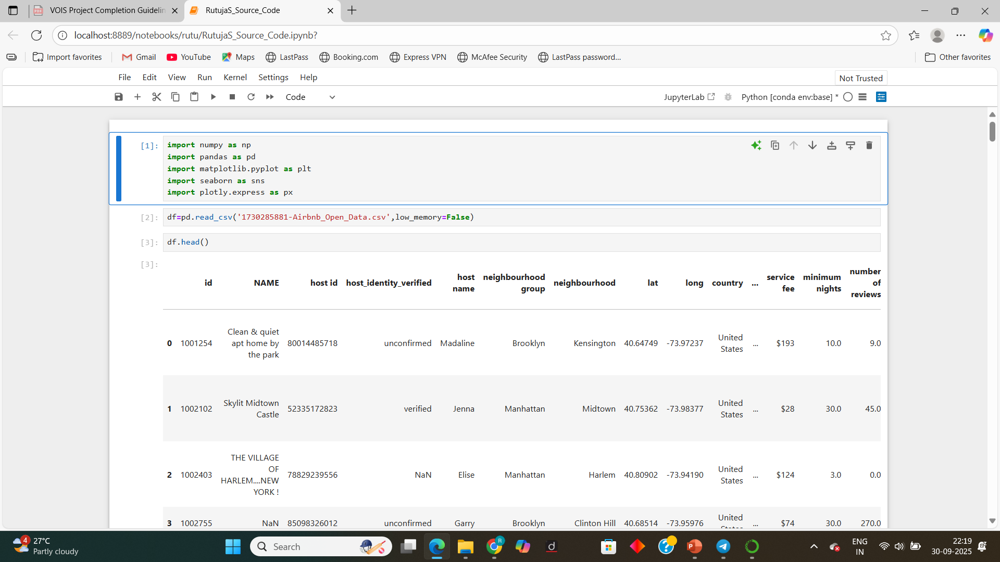 VOIS Project Completion Guidelin
RutujaS_Source_Code
localhost:8889/notebooks/rutu/RutujaS_Source_Code.ipynb?
Import favorites Gmail YouTube Maps LastPass Booking.com Express VPN McAfee Security LastPass password... Other favorites
File Edit View Run Kernel Settings Help Not Trusted
Code JupyterLab Python [conda env:base] *
[1]: import numpy as np
import pandas as pd
import matplotlib.pyplot as plt
import seaborn as sns
import plotly.express as px
[2]: df=pd.read_csv('1730285881-Airbnb_Open_Data.csv',low_memory=False)
[3]: df.head()
[3]:
id NAME host id host_identity_verified host name neighbourhood group neighbourhood lat long country ... service fee minimum nights number of reviews
0 1001254 Clean & quiet apt home by the park 80014485718 unconfirmed Madaline Brooklyn Kensington 40.64749 -73.97237 United States ... $193 10.0 9.0
1 1002102 Skylit Midtown Castle 52335172823 verified Jenna Manhattan Midtown 40.75362 -73.98377 United States ... $28 30.0 45.0
2 1002403 THE VILLAGE OF HARLEM....NEW YORK ! 78829239556 NaN Elise Manhattan Harlem 40.80902 -73.94190 United States ... $124 3.0 0.0
3 1002755 NaN 85098326012 unconfirmed Garry Brooklyn Clinton Hill 40.68514 -73.95976 United States ... $74 30.0 270.0
4 27°C
Partly cloudy
Search
R
d
P
ENG
IN
22:19
30-09-2025